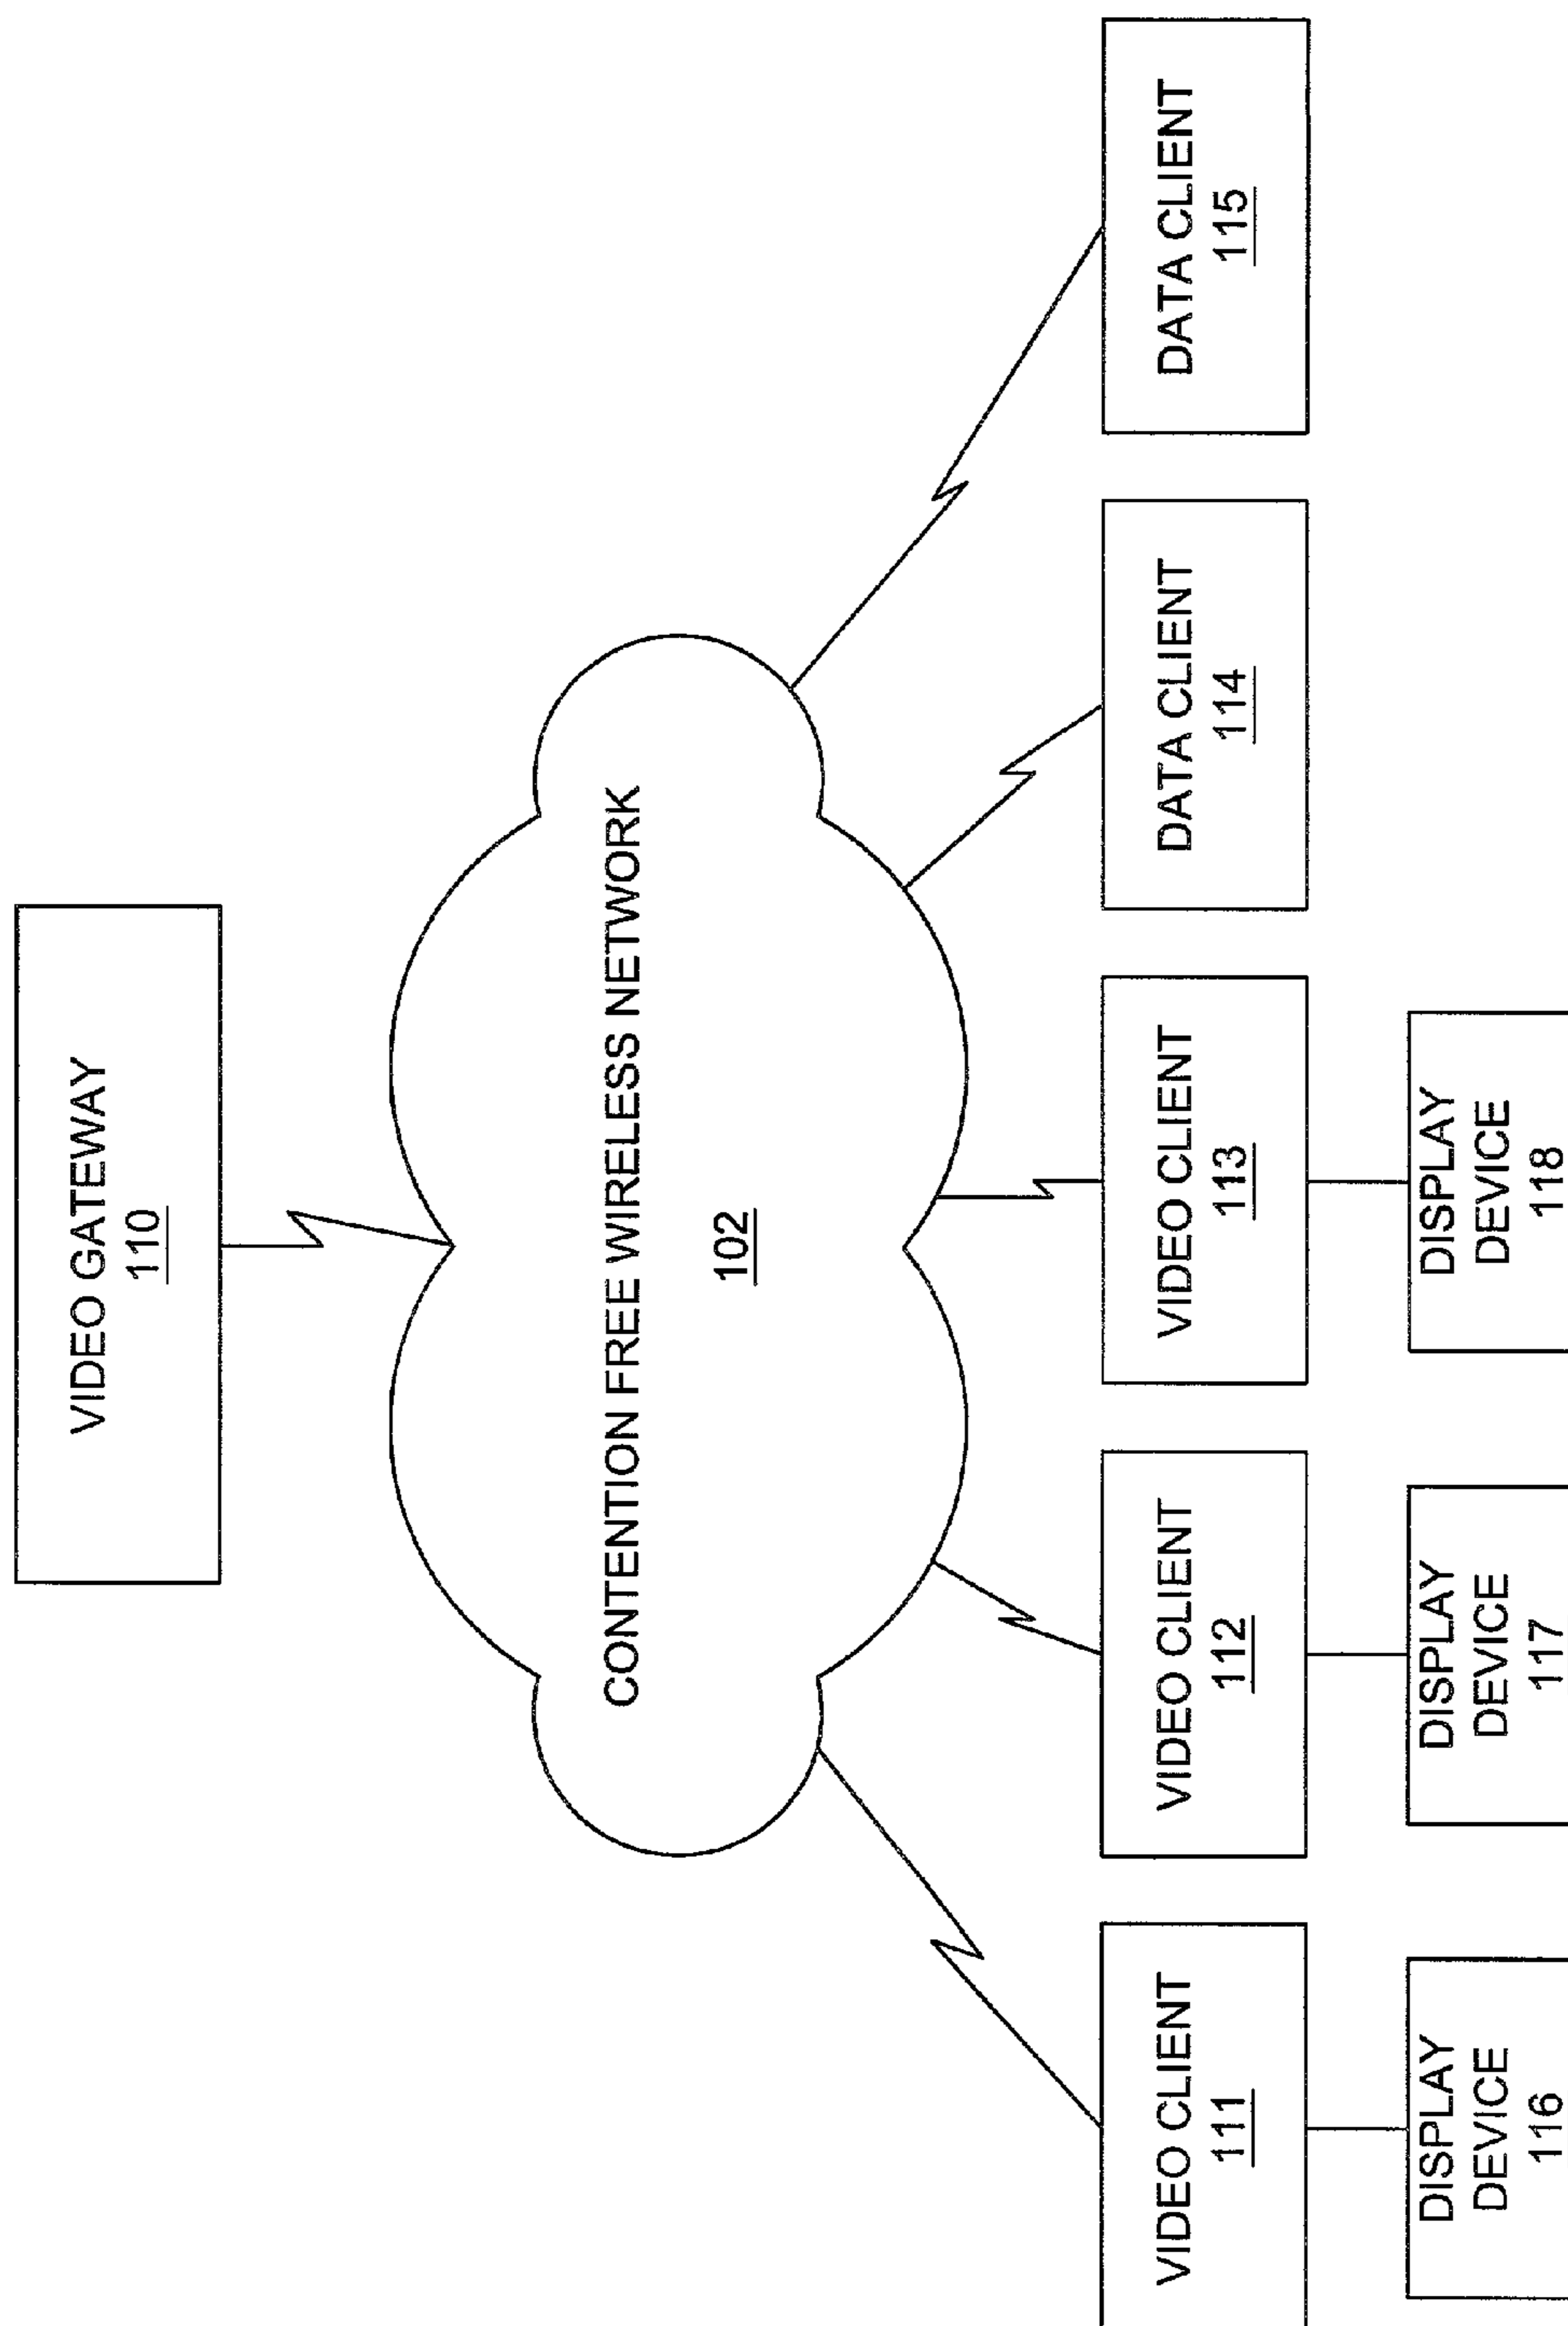 VIDEO GATEWAY
110
CONTENTION FREE WIRELESS NETWORK
102
VIDEO CLIENT
111
VIDEO CLIENT
112
VIDEO CLIENT
113
DATA CLIENT
114
DATA CLIENT
115
DISPLAY
DEVICE
116
DISPLAY
DEVICE
117
DISPLAY
DEVICE
118